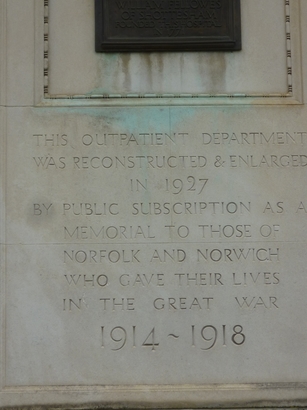 THIS OUTPATIENT DEPARTMENT
WAS RECONSTRUCTED & ENLARGED
IN 1927
BY PUBLIC SUBSCRIPTION AS A
MEMORIAL TO THOSE OF
NORFOLK AND NORWICH
WHO GAVE THEIR LIVES
IN THE GREAT WAR
1914 ~ 1918